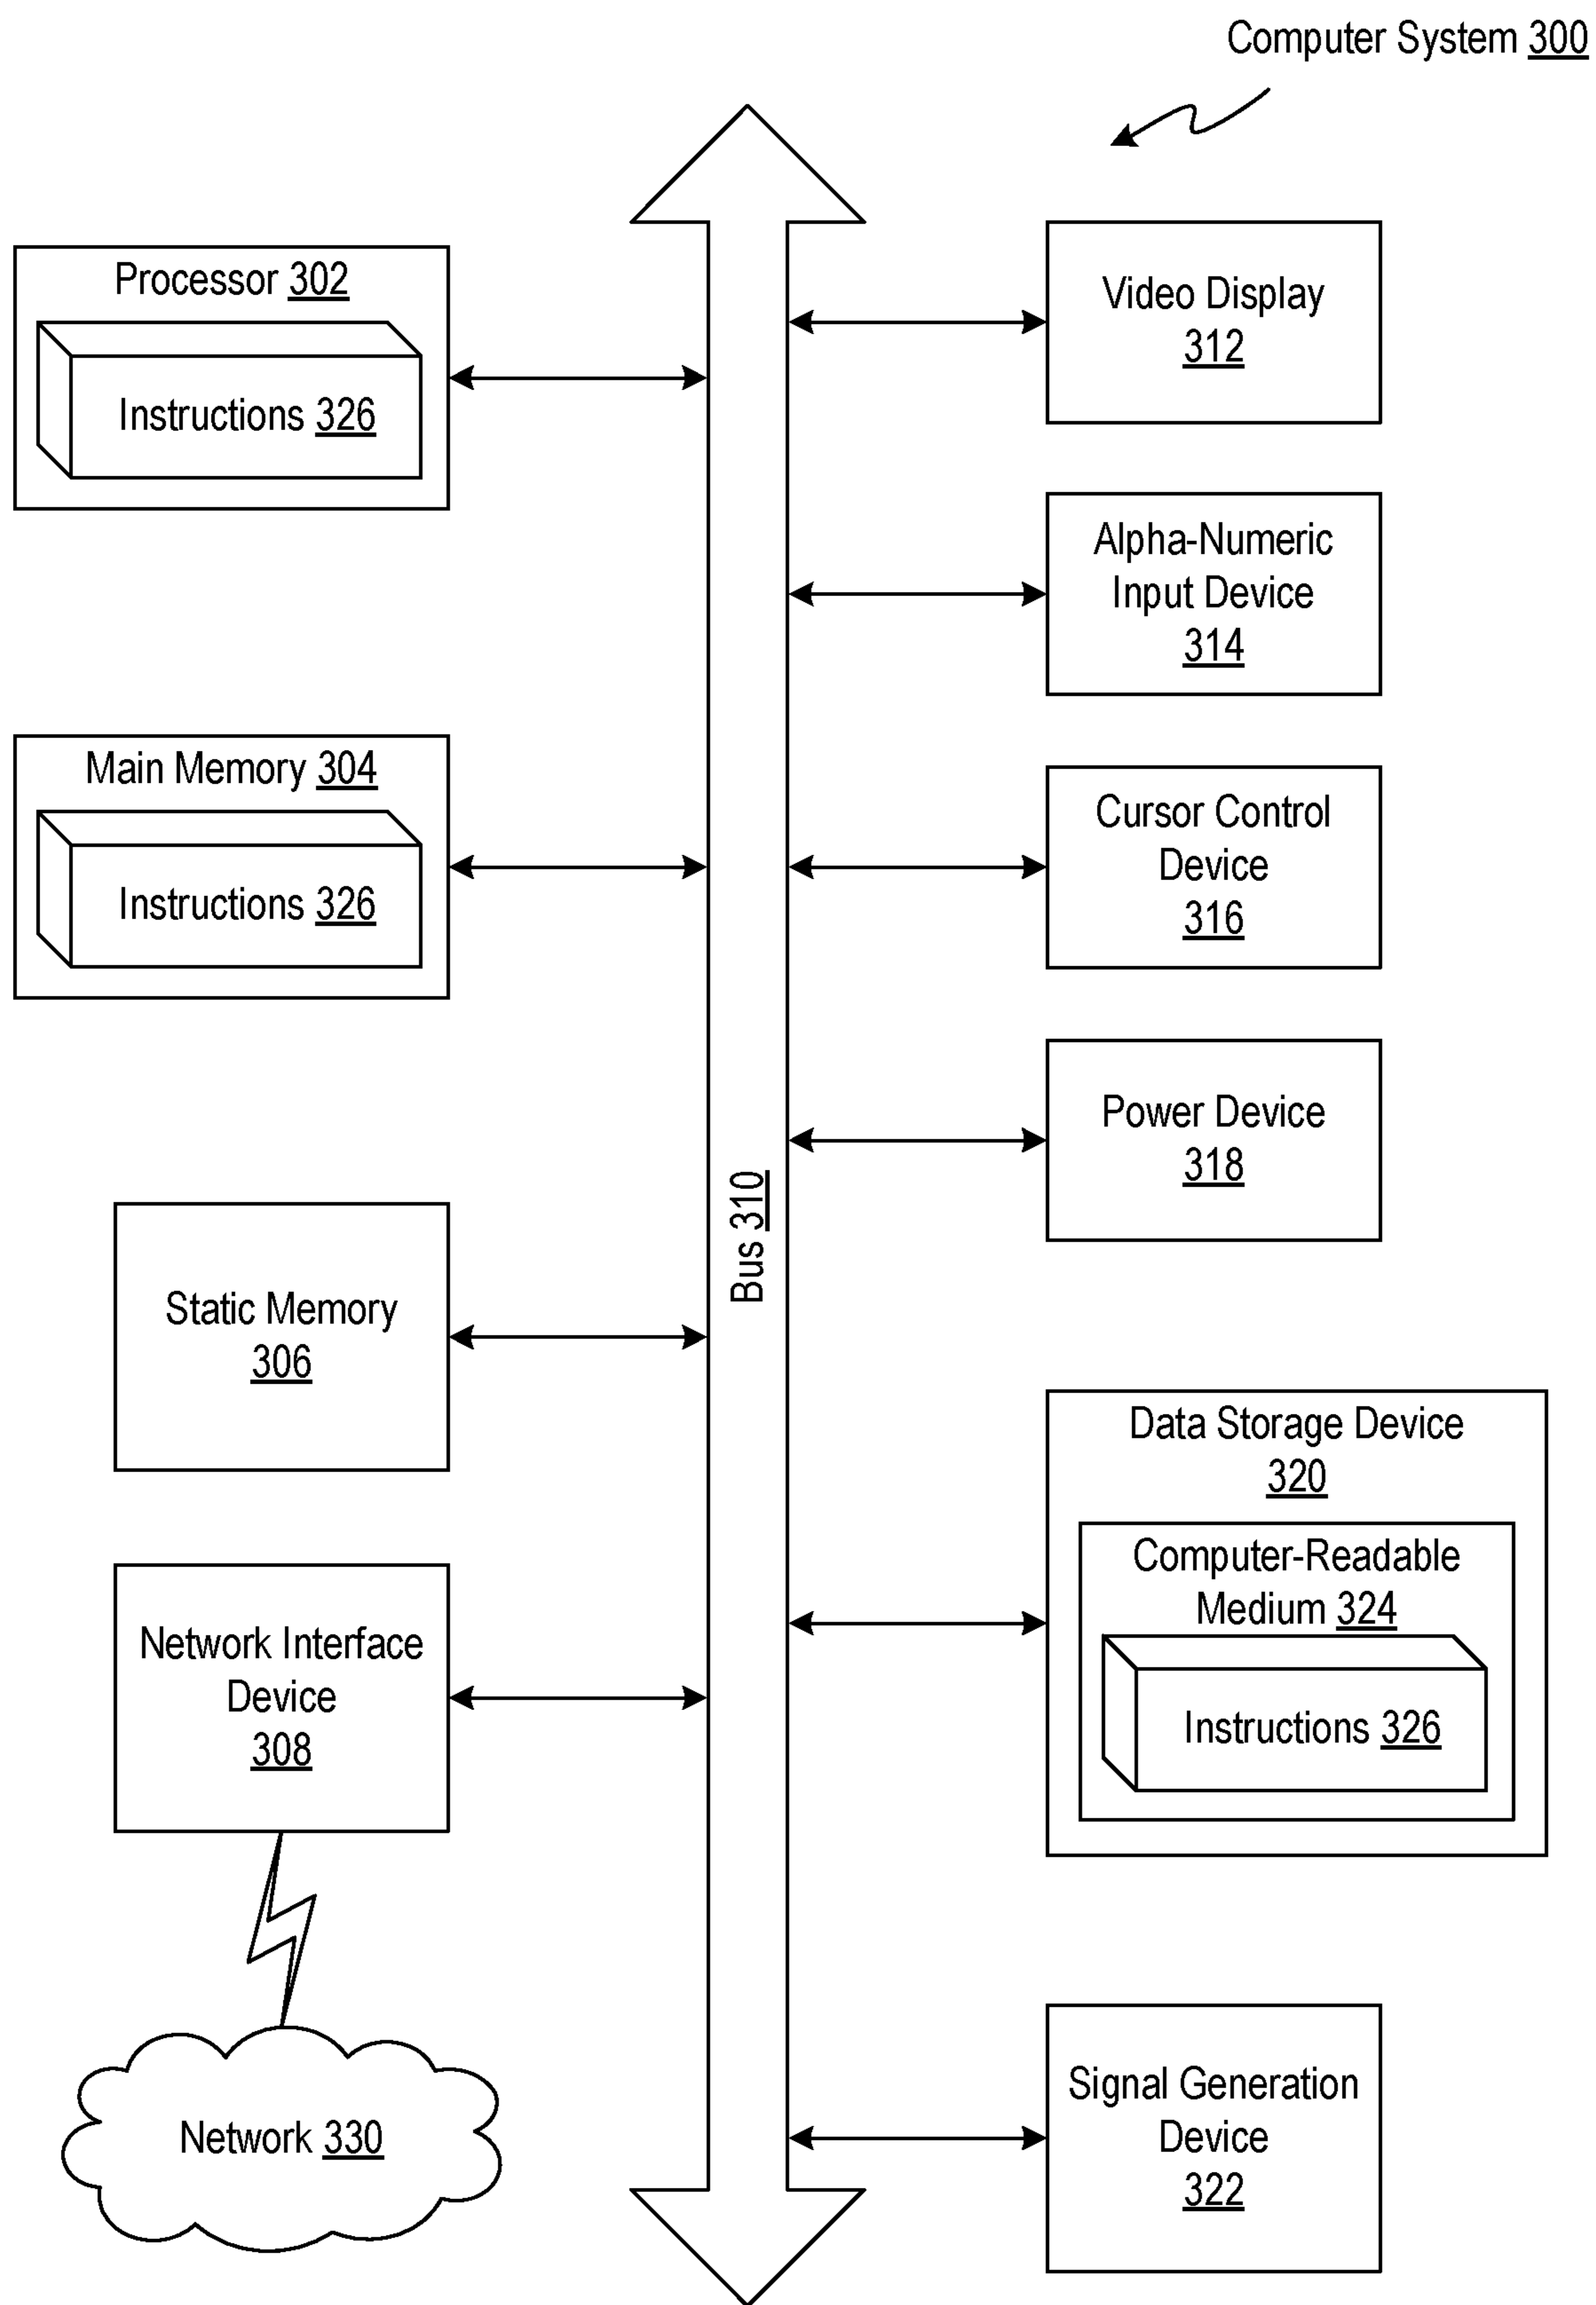 Computer System 300
Processor 302
Instructions 326
Main Memory 304
Instructions 326
Static Memory
306
Network Interface
Device
308
Network 330
Bus 310
Video Display
312
Alpha-Numeric
Input Device
314
Cursor Control
Device
316
Power Device
318
Data Storage Device
320
Computer-Readable
Medium 324
Instructions 326
Signal Generation
Device
322